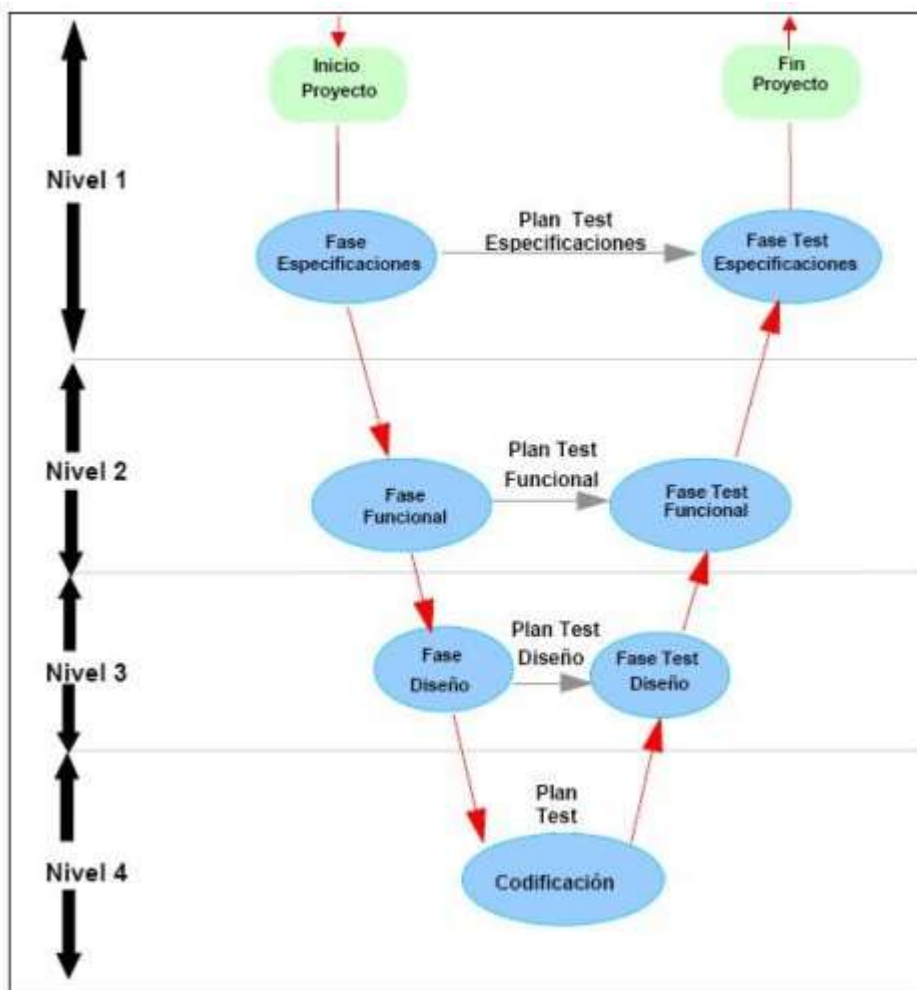 Inicio
Proyecto
Fin
Proyecto
Nivel 1
Plan Test
Especificaciones
Fase
Especificaciones
Fase Test
Especificaciones
Nivel 2
Plan Test
Funcional
Fase
Funcional
Fase Test
Funcional
Nivel 3
Plan Test
Diseño
Fase
Diseño
Fase Test
Diseño
Plan
Test
Nivel 4
Codificación